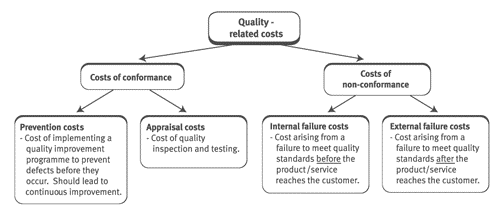 Quality -
related costs
Costs of conformance
Costs of
non-conformance
Prevention costs
- Cost of implementing a
quality improvement
programme to prevent
defects before they
occur. Should lead to
continuous improvement.
Appraisal costs
- Cost of quality
inspection and testing.
Internal failure costs
- Cost arising from a
failure to meet quality
standards before the
product/service
reaches the customer.
External failure costs
- Cost arising from a
failure to meet quality
standards after the
product/service
reaches the customer.